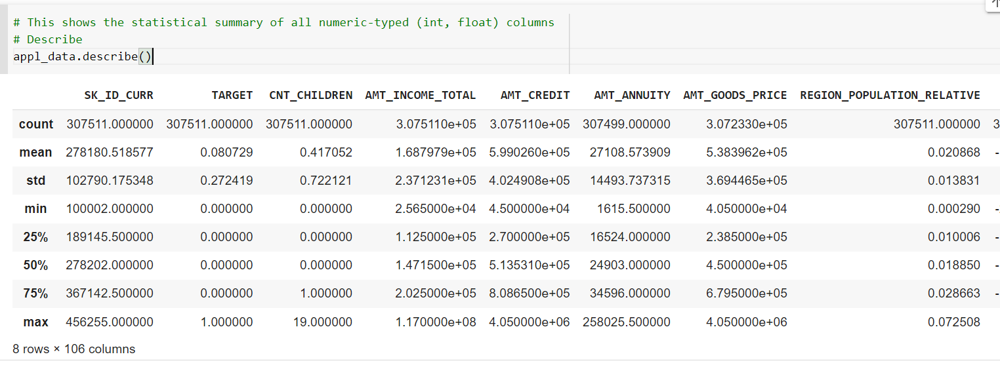 # This shows the statistical summary of all numeric-typed (int, float) columns
# Describe
appl_data.describe()
SK_ID_CURR TARGET CNT_CHILDREN AMT_INCOME_TOTAL AMT_CREDIT AMT_ANNUITY AMT_GOODS_PRICE REGION_POPULATION_RELATIVE
count 307511.000000 307511.000000 307511.000000 3.075110e+05 3.075110e+05 307499.000000 3.072330e+05 307511.000000 3
mean 278180.518577 0.080729 0.417052 1.687979e+05 5.990260e+05 27108.573909 5.383962e+05 0.020868 -
std 102790.175348 0.272419 0.722121 2.371231e+05 4.024908e+05 14493.737315 3.694465e+05 0.013831
min 100002.000000 0.000000 0.000000 2.565000e+04 4.500000e+04 1615.500000 4.050000e+04 0.000290 -
25% 189145.500000 0.000000 0.000000 1.125000e+05 2.700000e+05 16524.000000 2.385000e+05 0.010006 -
50% 278202.000000 0.000000 0.000000 1.471500e+05 5.135310e+05 24903.000000 4.500000e+05 0.018850 -
75% 367142.500000 0.000000 1.000000 2.025000e+05 8.086500e+05 34596.000000 6.795000e+05 0.028663 -
max 456255.000000 1.000000 19.000000 1.170000e+08 4.050000e+06 258025.500000 4.050000e+06 0.072508
8 rows × 106 columns